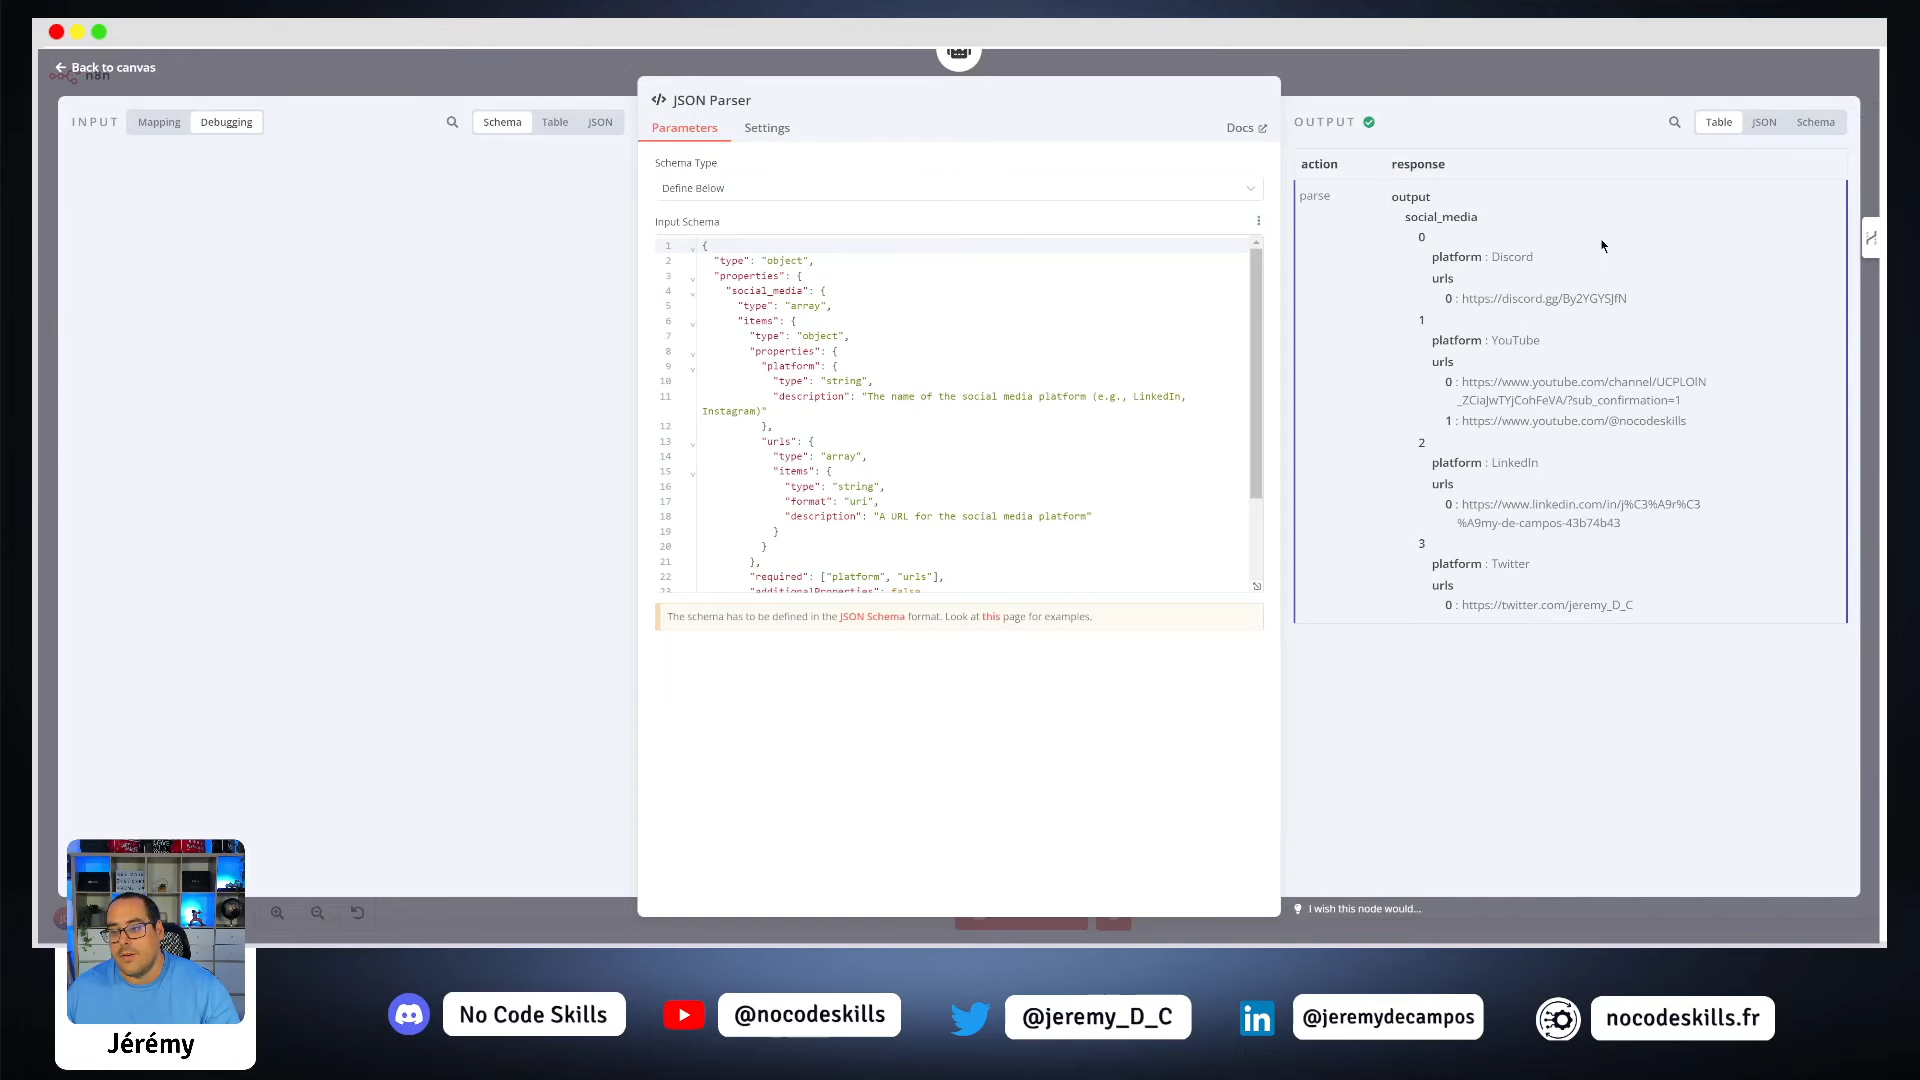 Back to canvas
n8n
INPUT Mapping Debugging Schema Table JSON
</> JSON Parser
Parameters Settings Docs
Schema Type
Define Below
Input Schema
1 {
2 "type": "object",
3 "properties": {
4 "social_media": {
5 "type": "array",
6 "items": {
7 "type": "object",
8 "properties": {
9 "platform": {
10 "type": "string",
11 "description": "The name of the social media platform (e.g., LinkedIn,
Instagram)"
12 },
13 "urls": {
14 "type": "array",
15 "items": {
16 "type": "string",
17 "format": "uri",
18 "description": "A URL for the social media platform"
19 }
20 }
21 },
22 "required": ["platform", "urls"],
23 "additionalProperties": false
The schema has to be defined in the JSON Schema format. Look at this page for examples.
OUTPUT Table JSON Schema
action response
parse output
social_media
0
platform : Discord
urls
0 : https://discord.gg/By2YGYSJfN
1
platform : YouTube
urls
0 : https://www.youtube.com/channel/UCPLOlN
_ZCiaJwTYjCohFeVA/?sub_confirmation=1
1 : https://www.youtube.com/@nocodeskills
2
platform : LinkedIn
urls
0 : https://www.linkedin.com/in/j%C3%A9r%C3
%A9my-de-campos-43b74b43
3
platform : Twitter
urls
0 : https://twitter.com/jeremy_D_C
I wish this node would...
Jérémy
No Code Skills
@nocodeskills
@jeremy_D_C
in @jeremydecampos
nocodeskills.fr